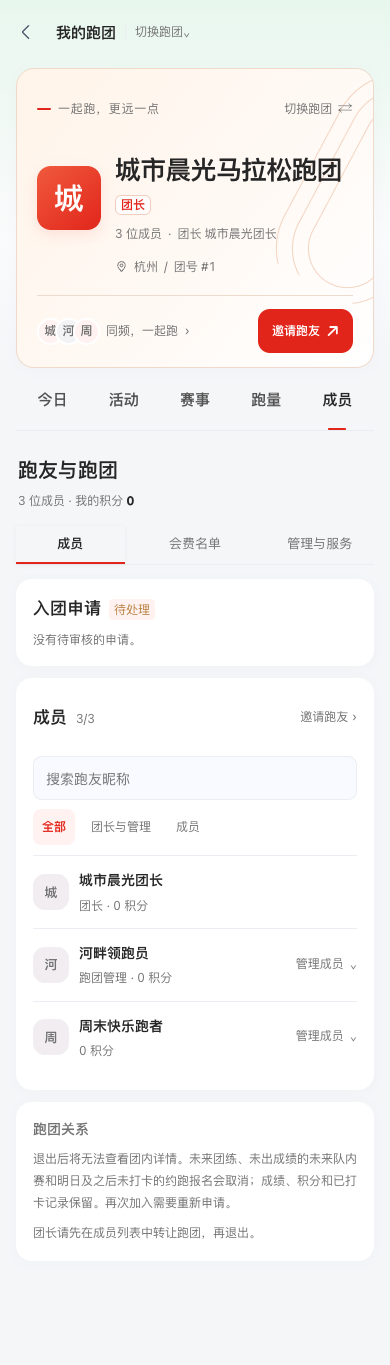 我的跑团 切换跑团
一起跑，更远一点 切换跑团
城 城市晨光马拉松跑团
团长
3 位成员 · 团长 城市晨光团长
杭州 / 团号 #1
城 河 周 同频，一起跑 › 邀请跑友
今日 活动 赛事 跑量 成员
跑友与跑团
3 位成员 · 我的积分 0
成员 会费名单 管理与服务
入团申请 待处理
没有待审核的申请。
成员 3/3 邀请跑友 ›
搜索跑友昵称
全部 团长与管理 成员
城 城市晨光团长
团长 · 0 积分
河 河畔领跑员
跑团管理 · 0 积分 管理成员
周 周末快乐跑者
0 积分 管理成员
跑团关系
退出后将无法查看团内详情。未来团练、未出成绩的未来队内
赛和明日及之后未打卡的约跑报名会取消；成绩、积分和已打
卡记录保留。再次加入需要重新申请。
团长请先在成员列表中转让跑团，再退出。